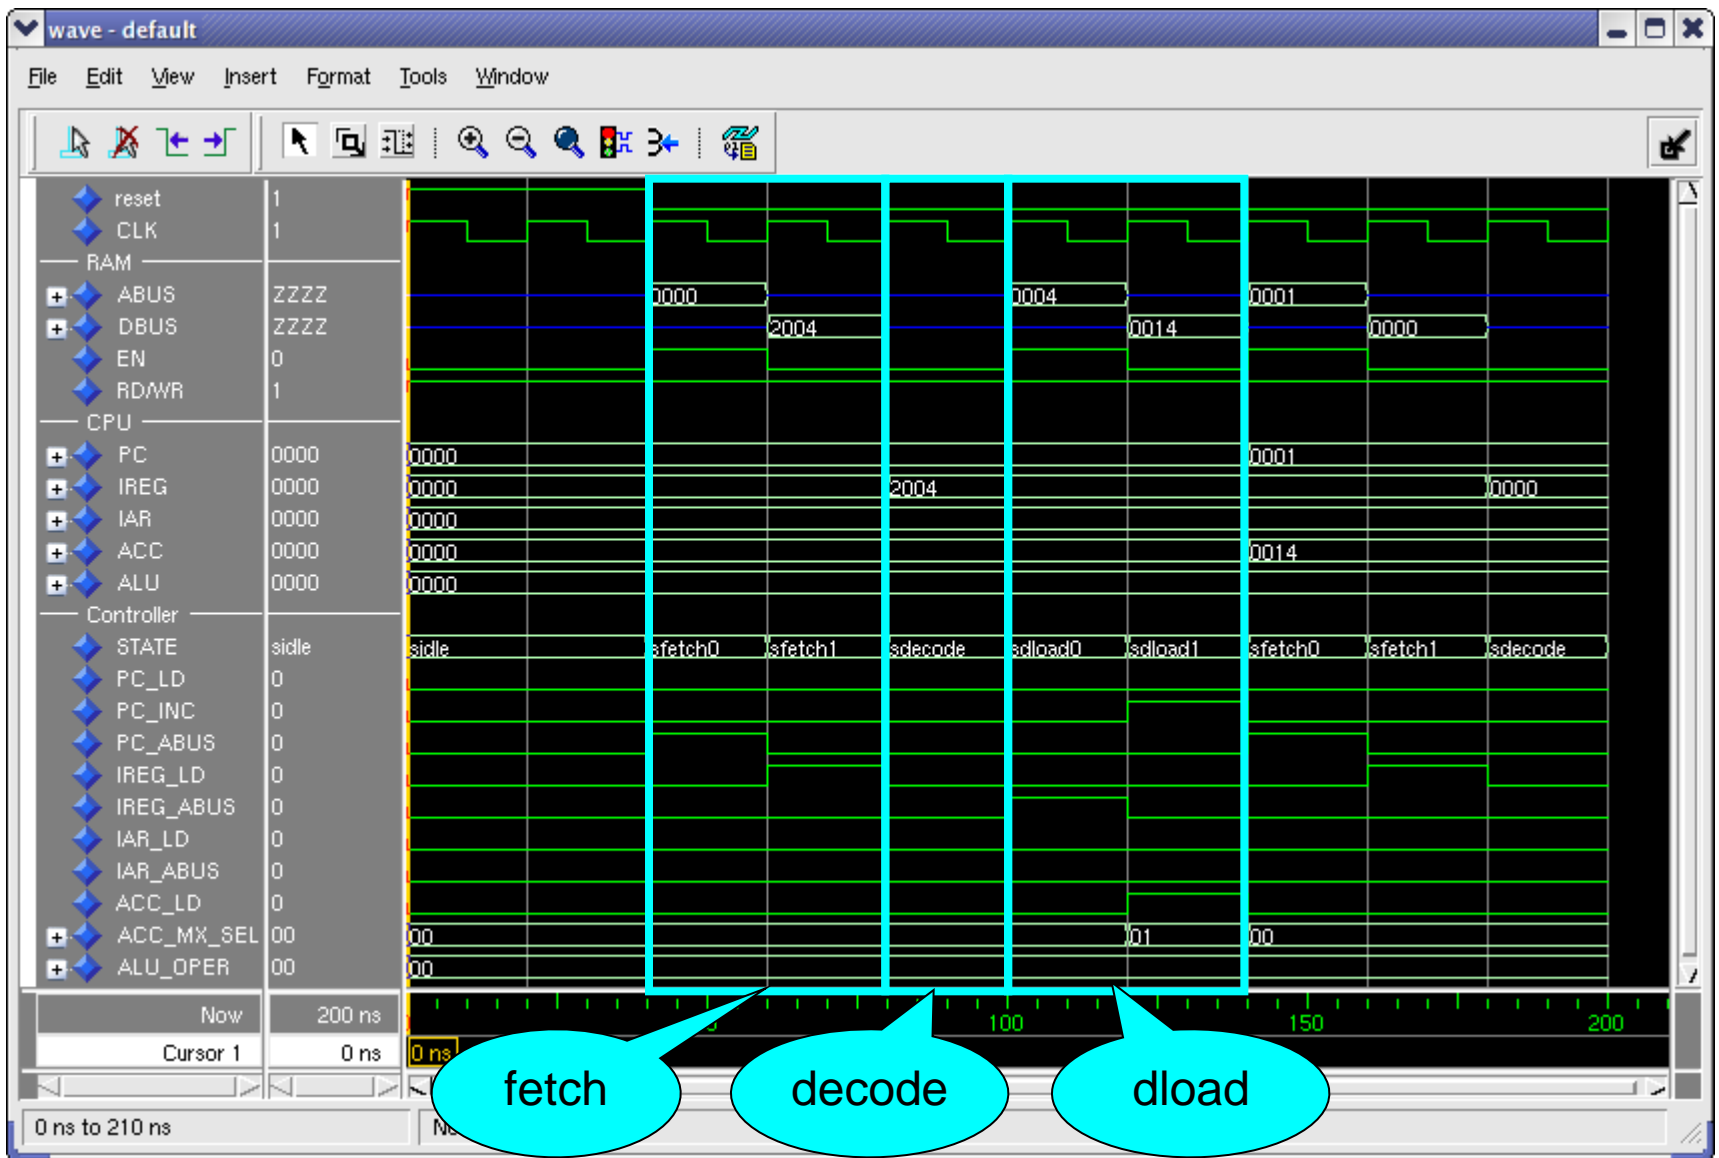 wave - default
File Edit View Insert Format Tools Window
reset 1
CLK 1
RAM
ABUS ZZZZ 0000 0004 0001
DBUS ZZZZ 2004 0014 0000
EN 0
RD/WR 1
CPU
PC 0000 0000 0001
IREG 0000 0000 2004 0000
IAR 0000 0000
ACC 0000 0000 0014
ALU 0000 0000
Controller
STATE sidle sidle sfetch0 sfetch1 sdecode sdload0 sdload1 sfetch0 sfetch1 sdecode
PC_LD 0
PC_INC 0
PC_ABUS 0
IREG_LD 0
IREG_ABUS 0
IAR_LD 0
IAR_ABUS 0
ACC_LD 0
ACC_MX_SEL 00 00 01 00
ALU_OPER 00 00
Now 200 ns 100 150 200
Cursor 1 0 ns 0 ns
fetch decode dload
0 ns to 210 ns